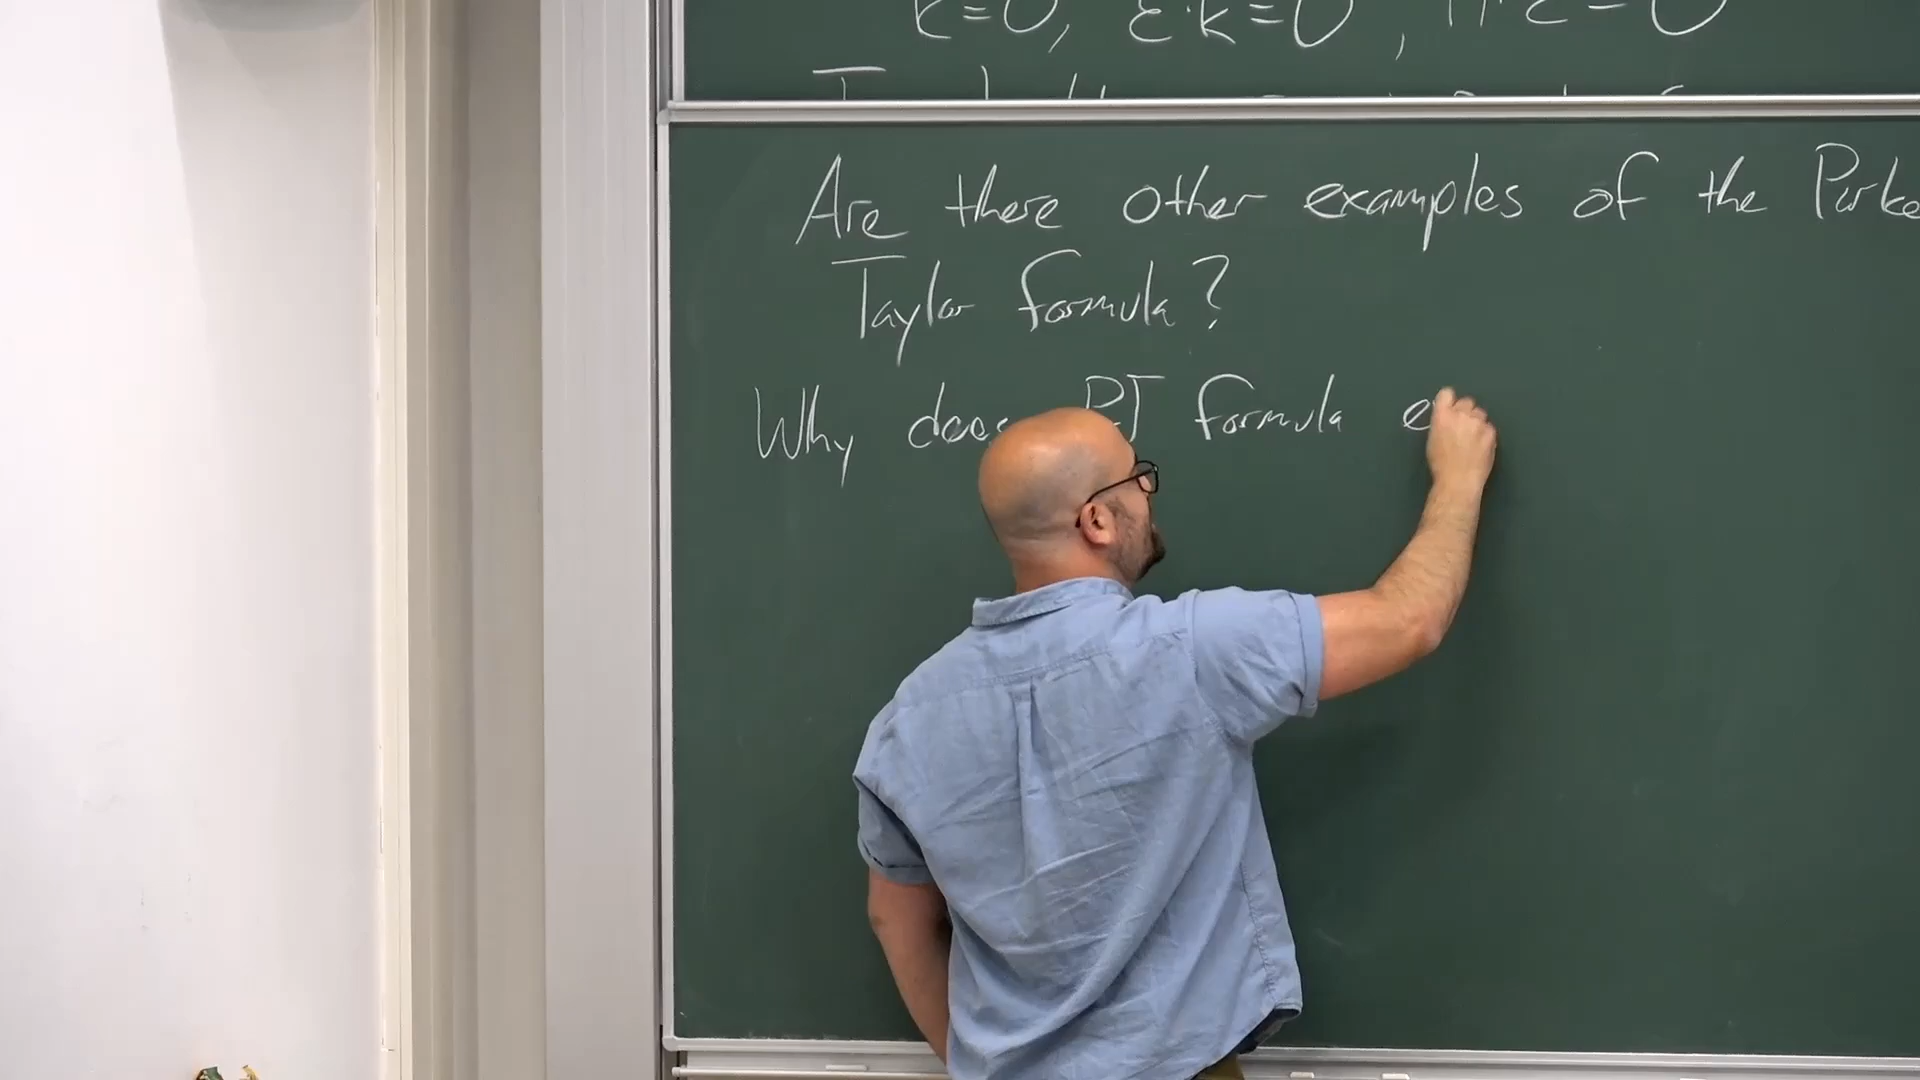 k=0, ε·k=0,
Are there other examples of the Parke
Taylor formula?
Why does PT formula e